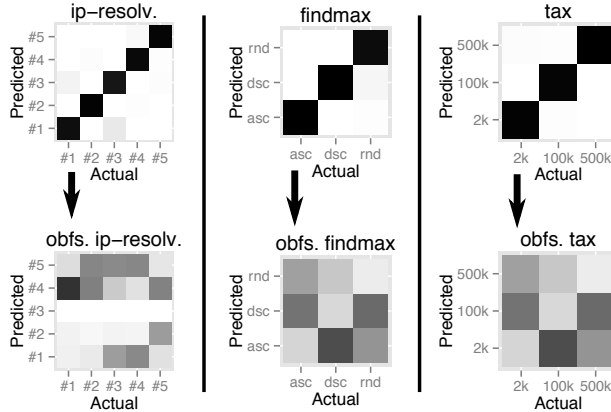 ip-resolv.
Predicted
#5
#4
#3
#2
#1
#1 #2 #3 #4 #5
Actual
obfs. ip-resolv.
Predicted
#5
#4
#3
#2
#1
#1 #2 #3 #4 #5
Actual
findmax
Predicted
rnd
dsc
asc
asc dsc rnd
Actual
obfs. findmax
Predicted
rnd
dsc
asc
asc dsc rnd
Actual
tax
Predicted
500k
100k
2k
2k 100k 500k
Actual
obfs. tax
Predicted
500k
100k
2k
2k 100k 500k
Actual